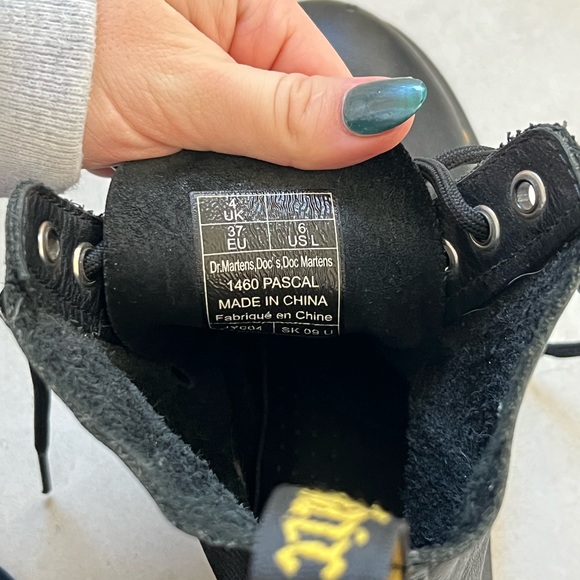 4
UK
37 6
EU US L
Dr.Martens,Doc's,Doc Martens
1460 PASCAL
MADE IN CHINA
Fabriqué en Chine
SK 09 U